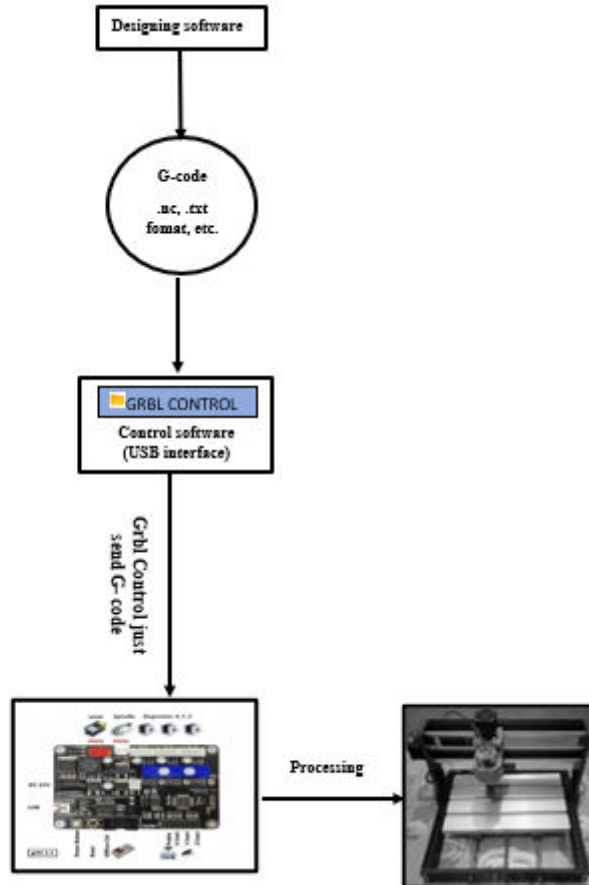 Designing software
G-code
.nc, .txt
fomat, etc.
GRBL CONTROL
Control software
(USB interface)
Grbl Control just
send G- code
Processing